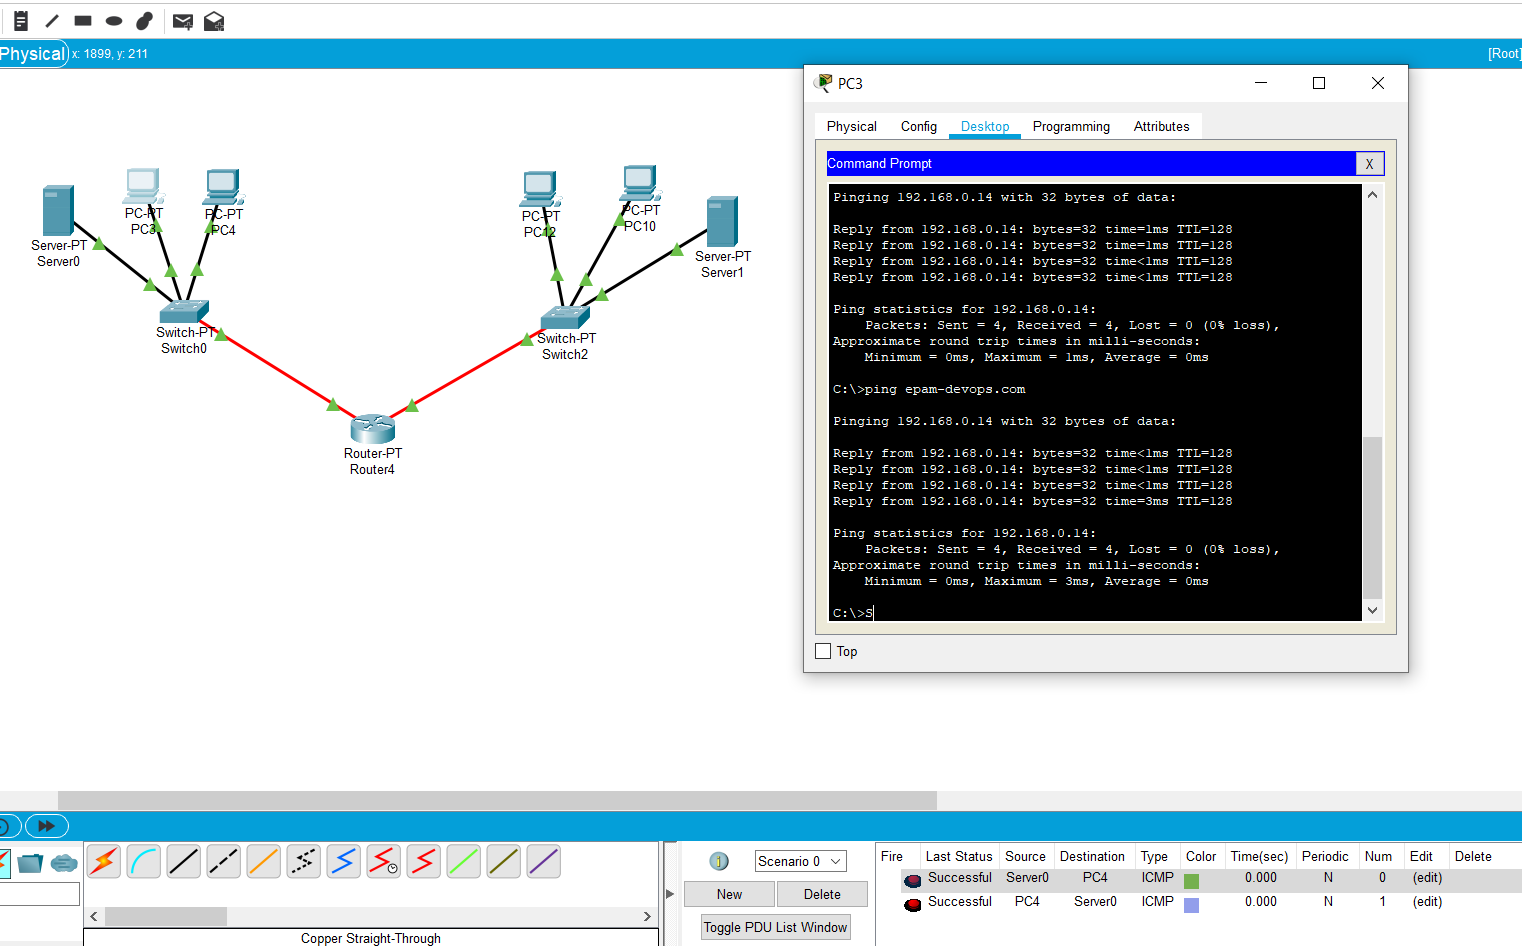 Physical x: 1899, y: 211 [Root]
PC3
Physical Config Desktop Programming Attributes
Command Prompt X
Pinging 192.168.0.14 with 32 bytes of data:
Reply from 192.168.0.14: bytes=32 time=1ms TTL=128
Reply from 192.168.0.14: bytes=32 time=1ms TTL=128
Reply from 192.168.0.14: bytes=32 time<1ms TTL=128
Reply from 192.168.0.14: bytes=32 time<1ms TTL=128
Ping statistics for 192.168.0.14:
Packets: Sent = 4, Received = 4, Lost = 0 (0% loss),
Approximate round trip times in milli-seconds:
Minimum = 0ms, Maximum = 1ms, Average = 0ms
C:\>ping epam-devops.com
Pinging 192.168.0.14 with 32 bytes of data:
Reply from 192.168.0.14: bytes=32 time<1ms TTL=128
Reply from 192.168.0.14: bytes=32 time<1ms TTL=128
Reply from 192.168.0.14: bytes=32 time<1ms TTL=128
Reply from 192.168.0.14: bytes=32 time=3ms TTL=128
Ping statistics for 192.168.0.14:
Packets: Sent = 4, Received = 4, Lost = 0 (0% loss),
Approximate round trip times in milli-seconds:
Minimum = 0ms, Maximum = 3ms, Average = 0ms
C:\>S
Top
Server-PT
Server0
PC-PT
PC3
PC-PT
PC4
PC-PT
PC12
PC-PT
PC10
Server-PT
Server1
Switch-PT
Switch0
Switch-PT
Switch2
Router-PT
Router4
Copper Straight-Through
Scenario 0
New Delete
Toggle PDU List Window
Fire Last Status Source Destination Type Color Time(sec) Periodic Num Edit Delete
Successful Server0 PC4 ICMP 0.000 N 0 (edit)
Successful PC4 Server0 ICMP 0.000 N 1 (edit)